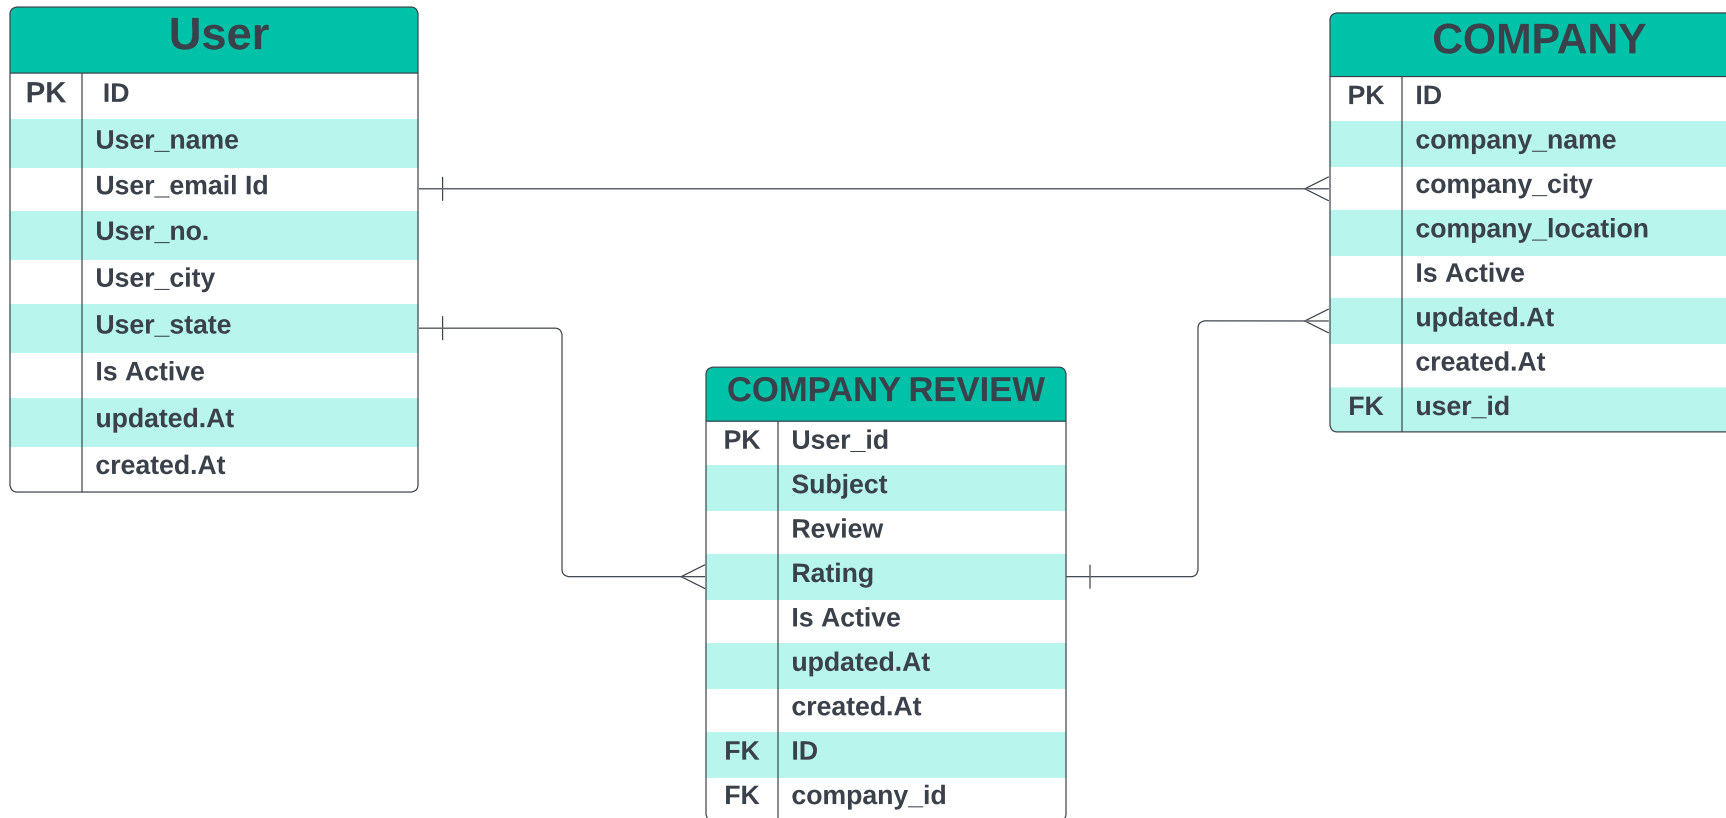 User
PK ID
User_name
User_email Id
User_no.
User_city
User_state
Is Active
updated.At
created.At
COMPANY
PK ID
company_name
company_city
company_location
Is Active
updated.At
created.At
FK user_id
COMPANY REVIEW
PK User_id
Subject
Review
Rating
Is Active
updated.At
created.At
FK ID
FK company_id